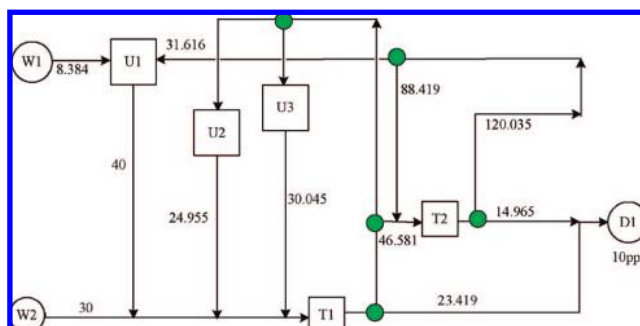 W1
8.384
U1
31.616
U2
U3
88.419
120.035
40
24.955
30.045
46.581
T2
14.965
D1
10pp
W2
30
T1
23.419